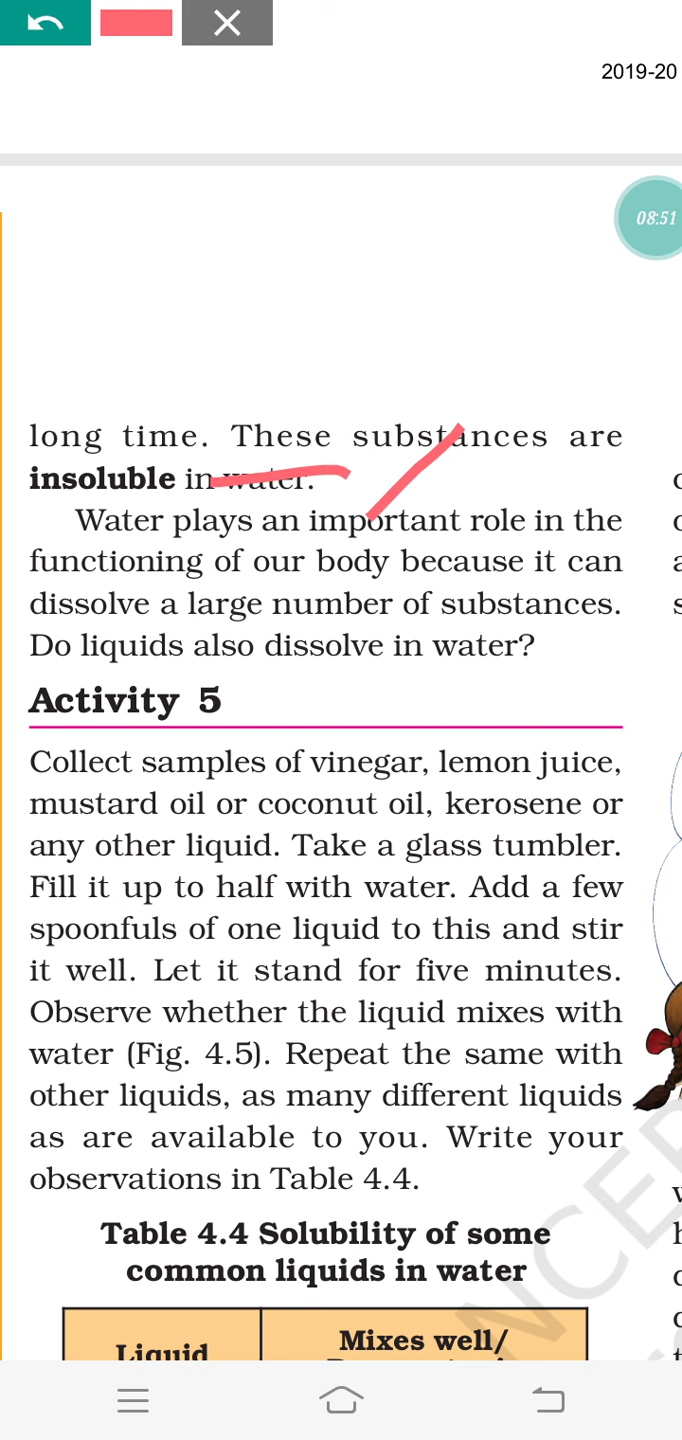 2019-20
08:51
long time. These substances are
insoluble in water.
Water plays an important role in the
functioning of our body because it can
dissolve a large number of substances.
Do liquids also dissolve in water?
Activity 5
Collect samples of vinegar, lemon juice,
mustard oil or coconut oil, kerosene or
any other liquid. Take a glass tumbler.
Fill it up to half with water. Add a few
spoonfuls of one liquid to this and stir
it well. Let it stand for five minutes.
Observe whether the liquid mixes with
water (Fig. 4.5). Repeat the same with
other liquids, as many different liquids
as are available to you. Write your
observations in Table 4.4.
Table 4.4 Solubility of some
common liquids in water
Liquid
Mixes well/